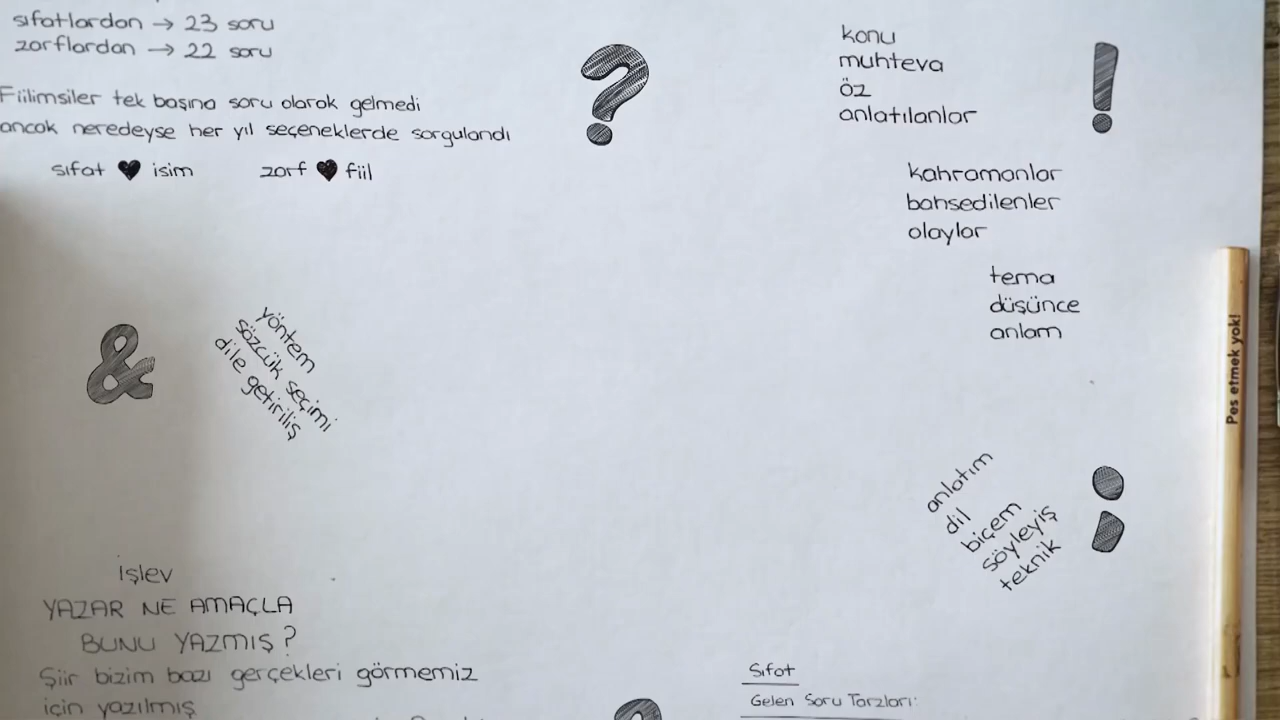 sıfatlardan → 23 soru
zarflardan → 22 soru
Fiilimsiler tek başına soru olarak gelmedi
ancak neredeyse her yıl seçeneklerde sorgulandı
sıfat ♥ isim zarf ♥ fiil
?
konu
muhteva
öz
anlatılanlar
!
kahramanlar
bahsedilenler
olaylar
tema
düşünce
anlam
Pes etmek yok!
&
yöntem
sözcük seçimi
dile getiriliş
anlatım
dil
biçem
söyleyiş
teknik
;
işlev
YAZAR NE AMAÇLA
BUNU YAZMIŞ?
Şiir bizim bazı gerçekleri görmemiz
için yazılmış
Sıfat
Gelen Soru Tarzları: